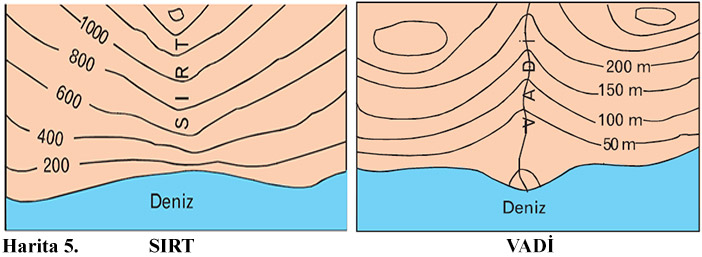 1000
800
600
400
200
SIRT
Deniz
200 m
150 m
100 m
50 m
VADİ
Deniz
Harita 5. SIRT VADİ